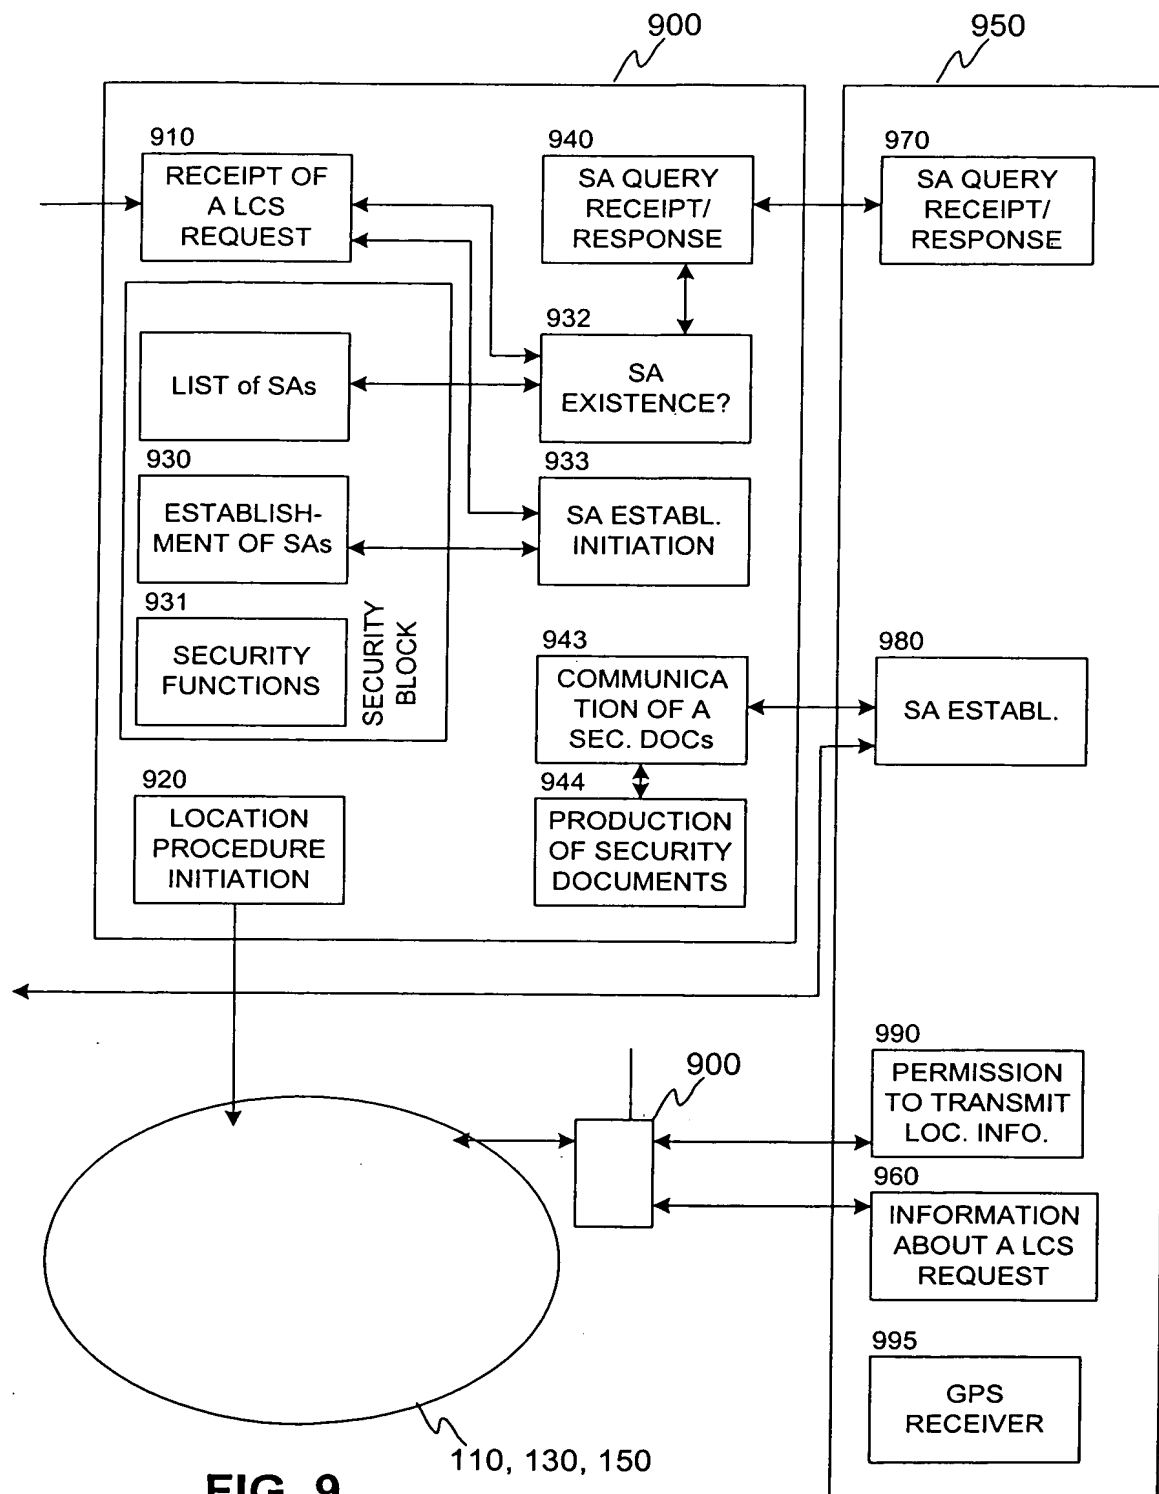 900
950
910
RECEIPT OF
A LCS
REQUEST
940
SA QUERY
RECEIPT/
RESPONSE
970
SA QUERY
RECEIPT/
RESPONSE
LIST of SAs
932
SA
EXISTENCE?
930
ESTABLISH-
MENT OF SAs
933
SA ESTABL.
INITIATION
931
SECURITY
FUNCTIONS
SECURITY
BLOCK
943
COMMUNICA
TION OF A
SEC. DOCs
980
SA ESTABL.
920
LOCATION
PROCEDURE
INITIATION
944
PRODUCTION
OF SECURITY
DOCUMENTS
900
990
PERMISSION
TO TRANSMIT
LOC. INFO.
960
INFORMATION
ABOUT A LCS
REQUEST
995
GPS
RECEIVER
110, 130, 150
FIG. 9